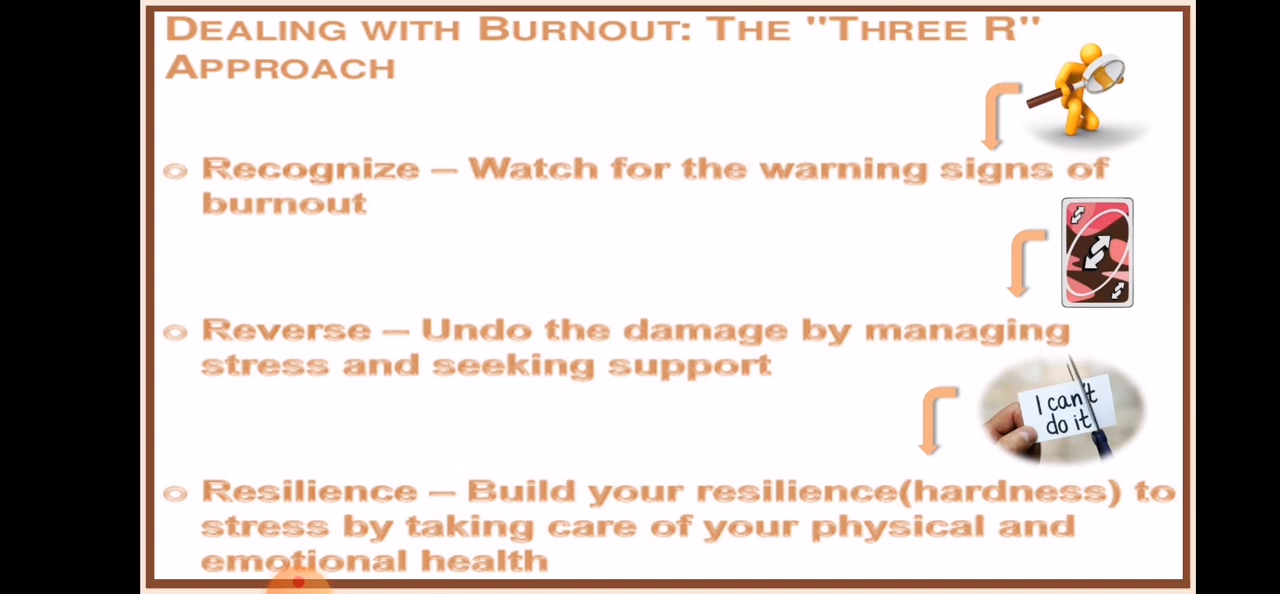 DEALING WITH BURNOUT: THE "THREE R"
APPROACH
Recognize – Watch for the warning signs of
burnout
Reverse – Undo the damage by managing
stress and seeking support
I can't
do it
Resilience – Build your resilience(hardness) to
stress by taking care of your physical and
emotional health